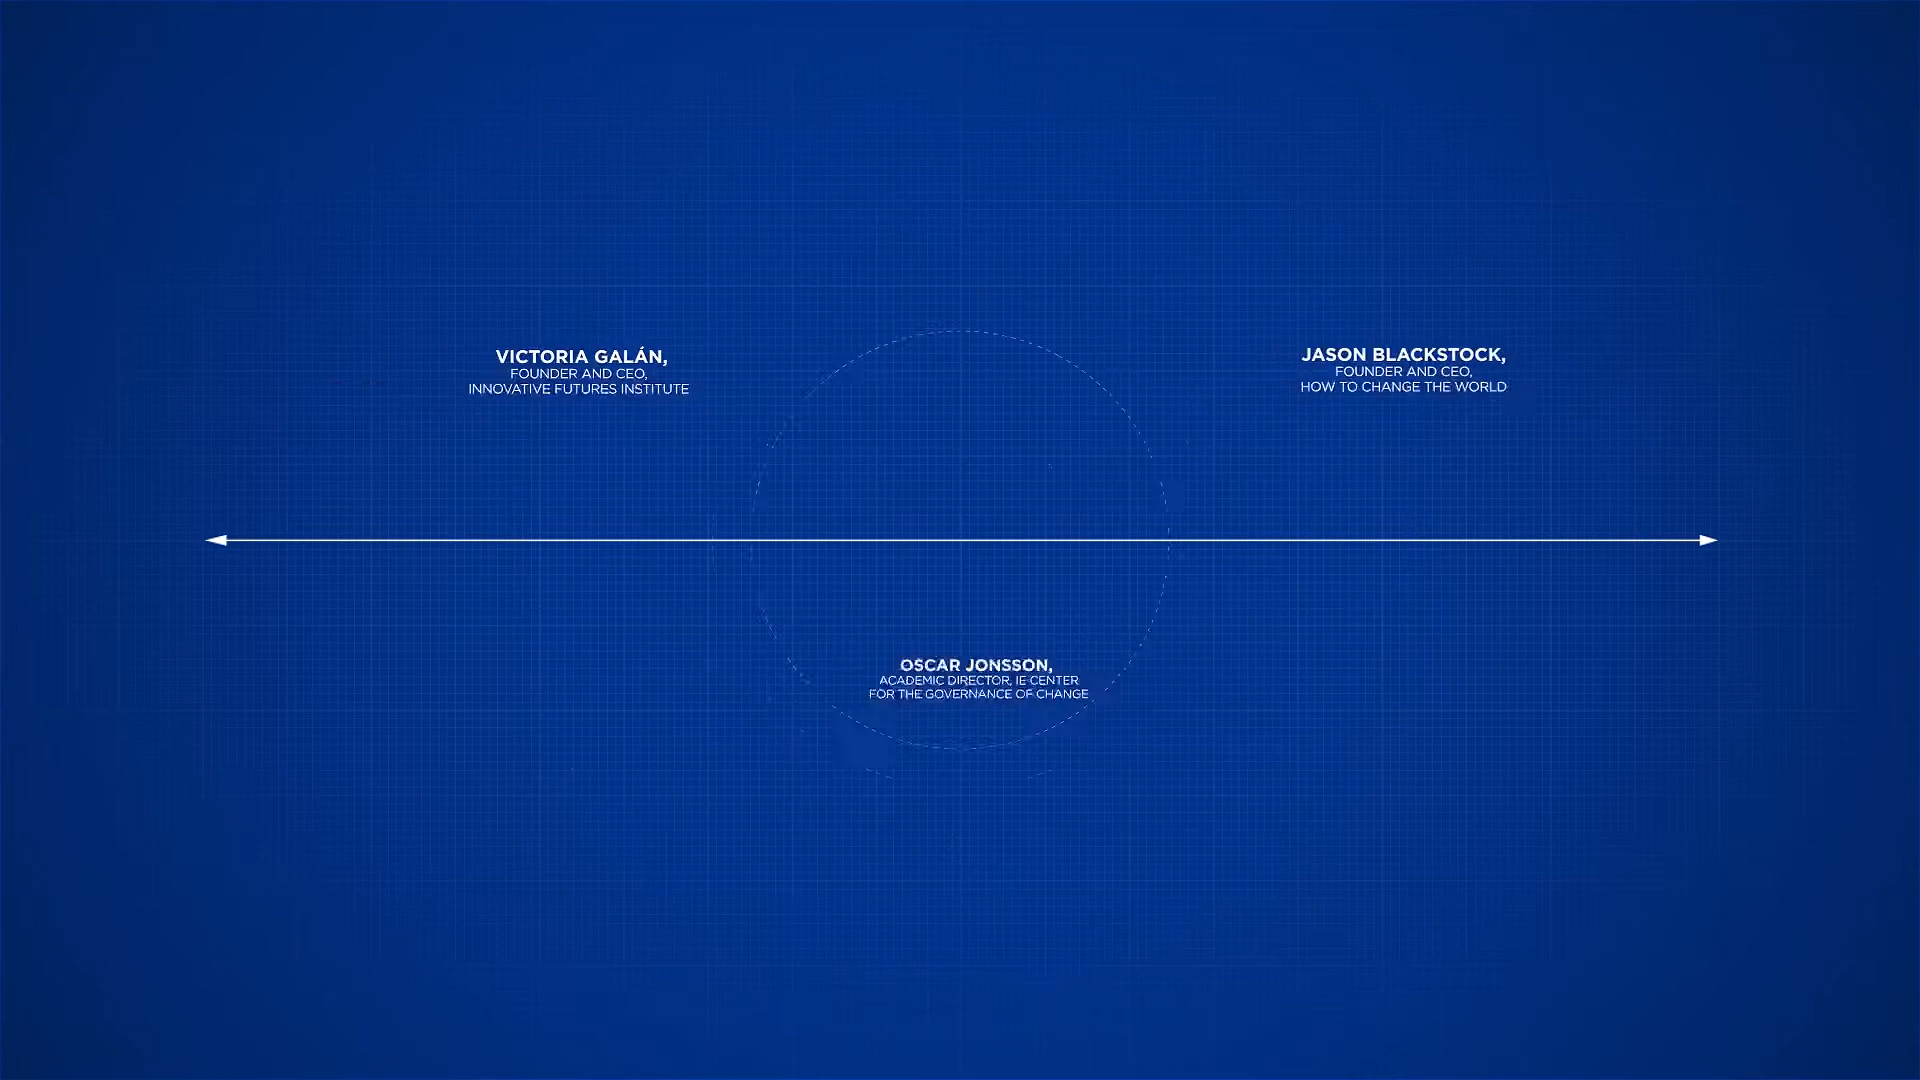 VICTORIA GALÁN,
FOUNDER AND CEO,
INNOVATIVE FUTURES INSTITUTE
JASON BLACKSTOCK,
FOUNDER AND CEO,
HOW TO CHANGE THE WORLD
OSCAR JONSSON,
ACADEMIC DIRECTOR, IE CENTER
FOR THE GOVERNANCE OF CHANGE